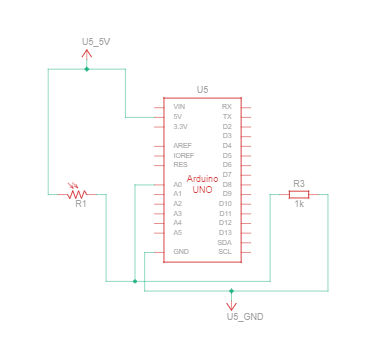 U5_5V
U5
VIN
5V
3.3V
AREF
IOREF
RES
A0
A1
A2
A3
A4
A5
GND
RX
TX
D2
D3
D4
D5
D6
D7
D8
D9
D10
D11
D12
D13
SDA
SCL
Arduino
UNO
R1
R3
1k
U5_GND